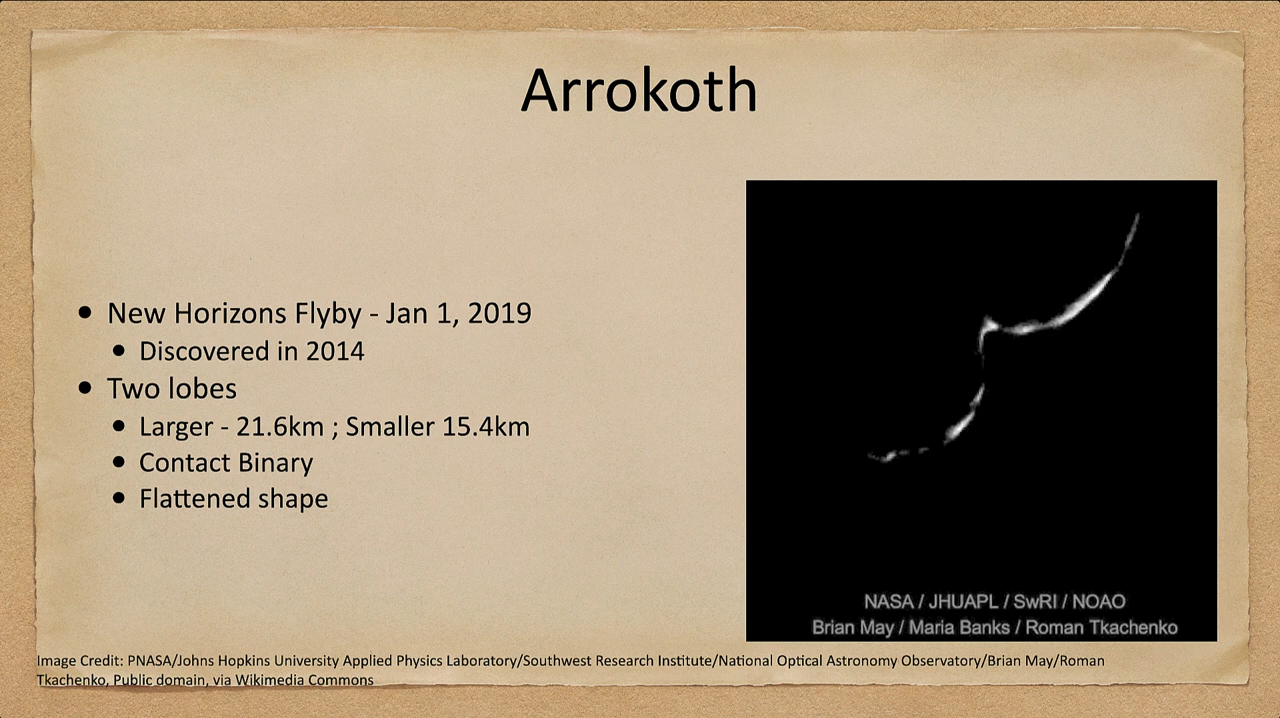 Arrokoth
New Horizons Flyby - Jan 1, 2019
Discovered in 2014
Two lobes
Larger - 21.6km ; Smaller 15.4km
Contact Binary
Flattened shape
NASA / JHUAPL / SwRI / NOAO
Brian May / Maria Banks / Roman Tkachenko
Image Credit: PNASA/Johns Hopkins University Applied Physics Laboratory/Southwest Research Institute/National Optical Astronomy Observatory/Brian May/Roman
Tkachenko, Public domain, via Wikimedia Commons